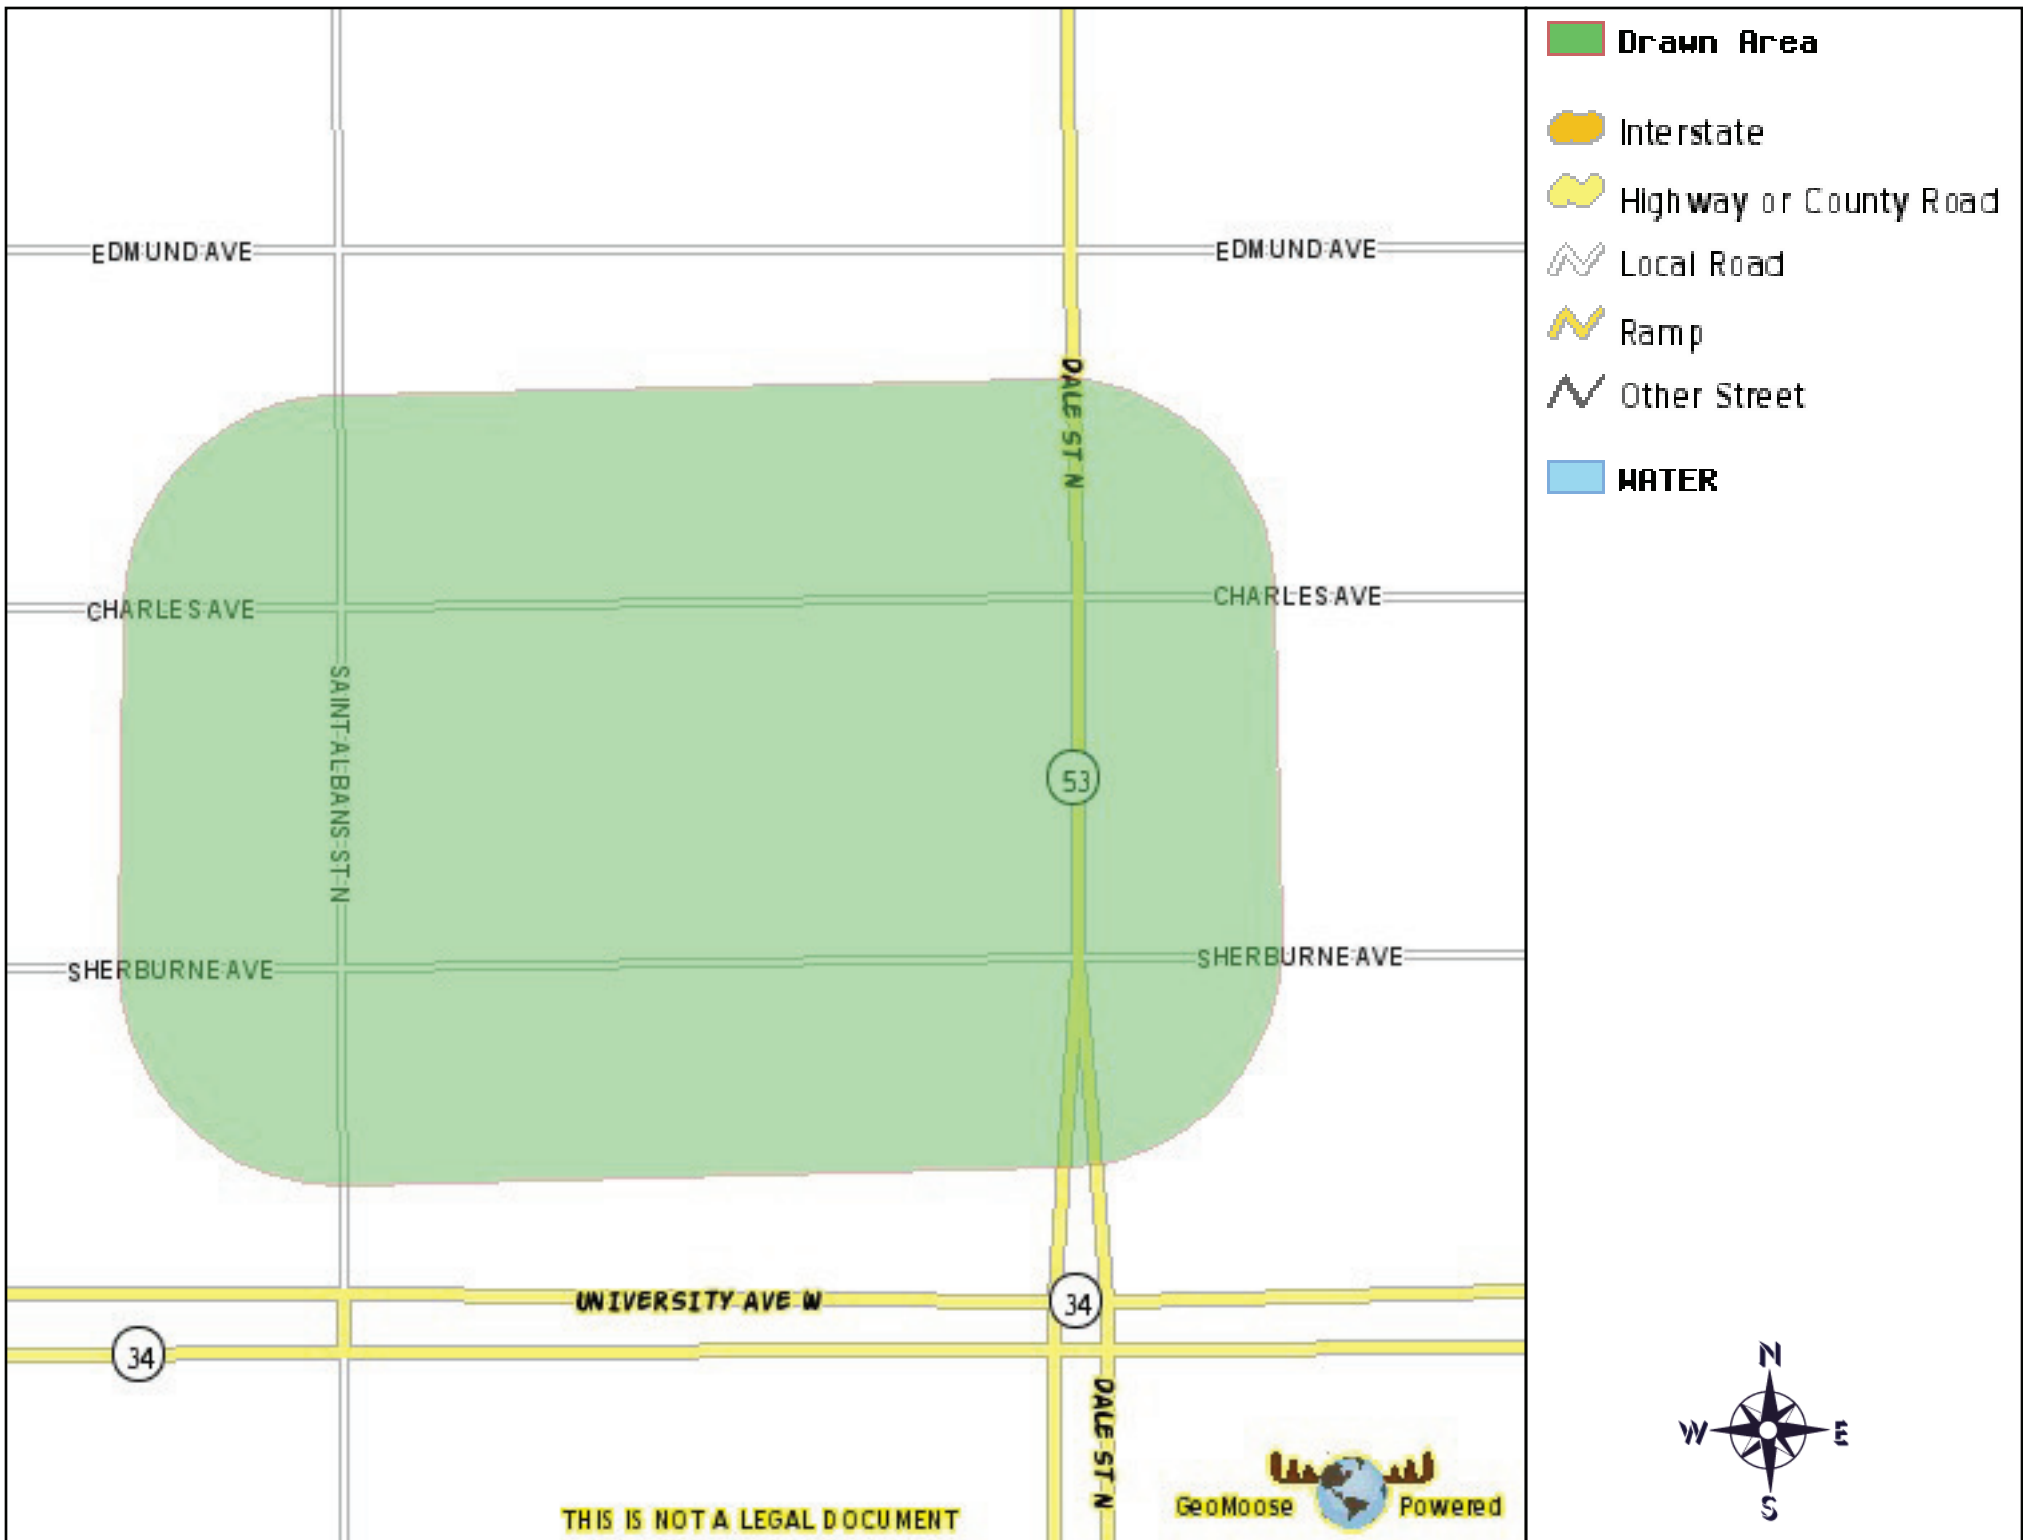 EDMUND AVE
EDMUND AVE
DALE ST N
CHARLES AVE
CHARLES AVE
SAINT ALBANS ST N
53
SHERBURNE AVE
SHERBURNE AVE
UNIVERSITY AVE W
34
34
DALE ST N
THIS IS NOT A LEGAL DOCUMENT
GeoMoose Powered
Drawn Area
Interstate
Highway or County Road
Local Road
Ramp
Other Street
WATER
N
W E
S